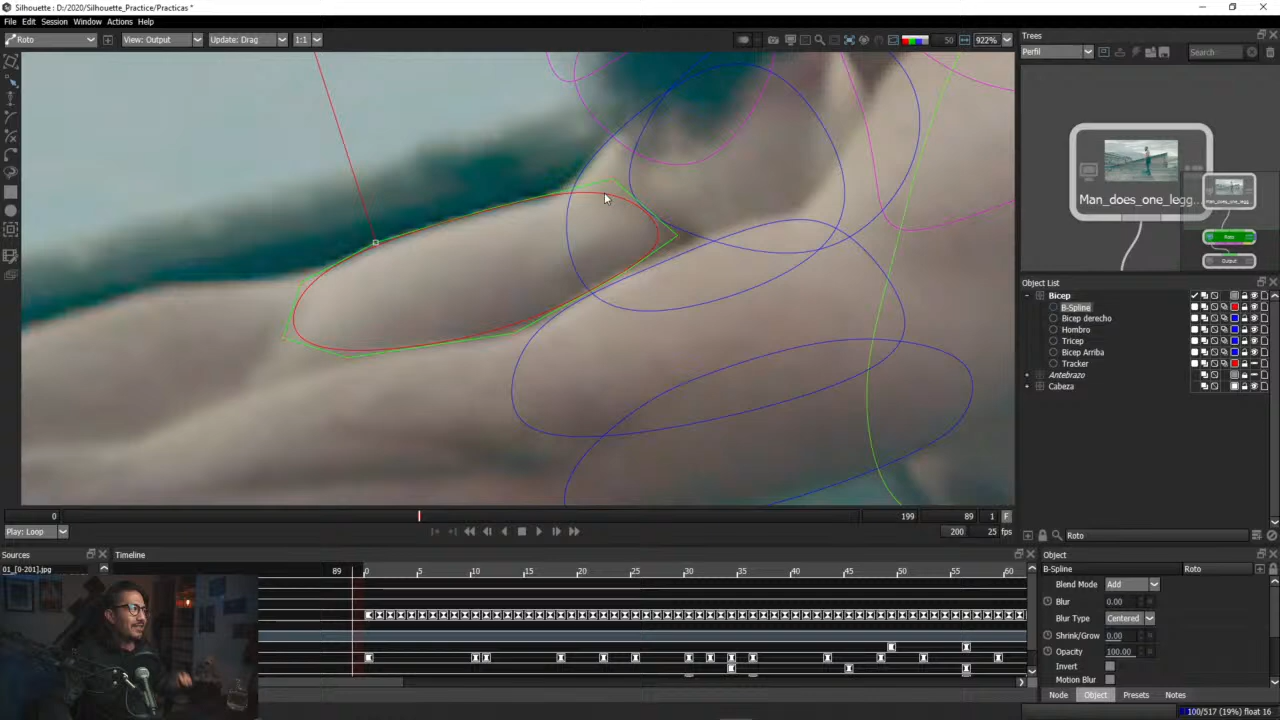 Silhouette : D:/2020/Silhouette_Practice/Practicas *
File Edit Session Window Actions Help
Roto View: Output Update: Drag 1:1 50 922%
Trees
Perfil Search
Man_does_one_legg...
Roto
Output
Object List
Bicep
B-Spline
Bicep derecho
Hombro
Tricep
Bicep Arriba
Tracker
Antebrazo
Cabeza
0 199 89 1 F
Play: Loop 200 25 fps
Roto
Sources Timeline Object
01_[0-201].jpg 89 0 5 10 15 20 25 30 35 40 45 50 55 60
B-Spline Roto
Blend Mode Add
Blur 0.00
Blur Type Centered
Shrink/Grow 0.00
Opacity 100.00
Invert
Motion Blur
Node Object Presets Notes
100/517 (19%) float 16